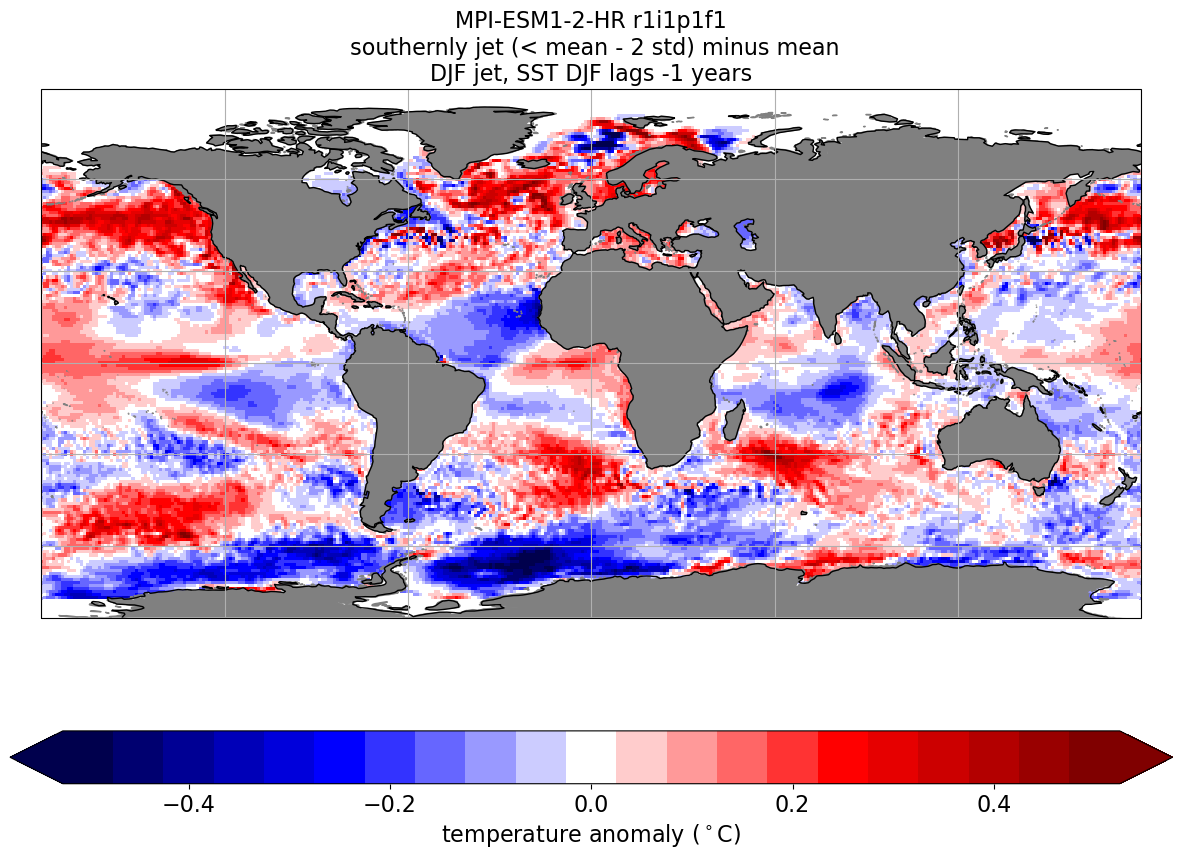 MPI-ESM1-2-HR r1i1p1f1
southernly jet (< mean - 2 std) minus mean
DJF jet, SST DJF lags -1 years
−0.4 −0.2 0.0 0.2 0.4
temperature anomaly (°C)